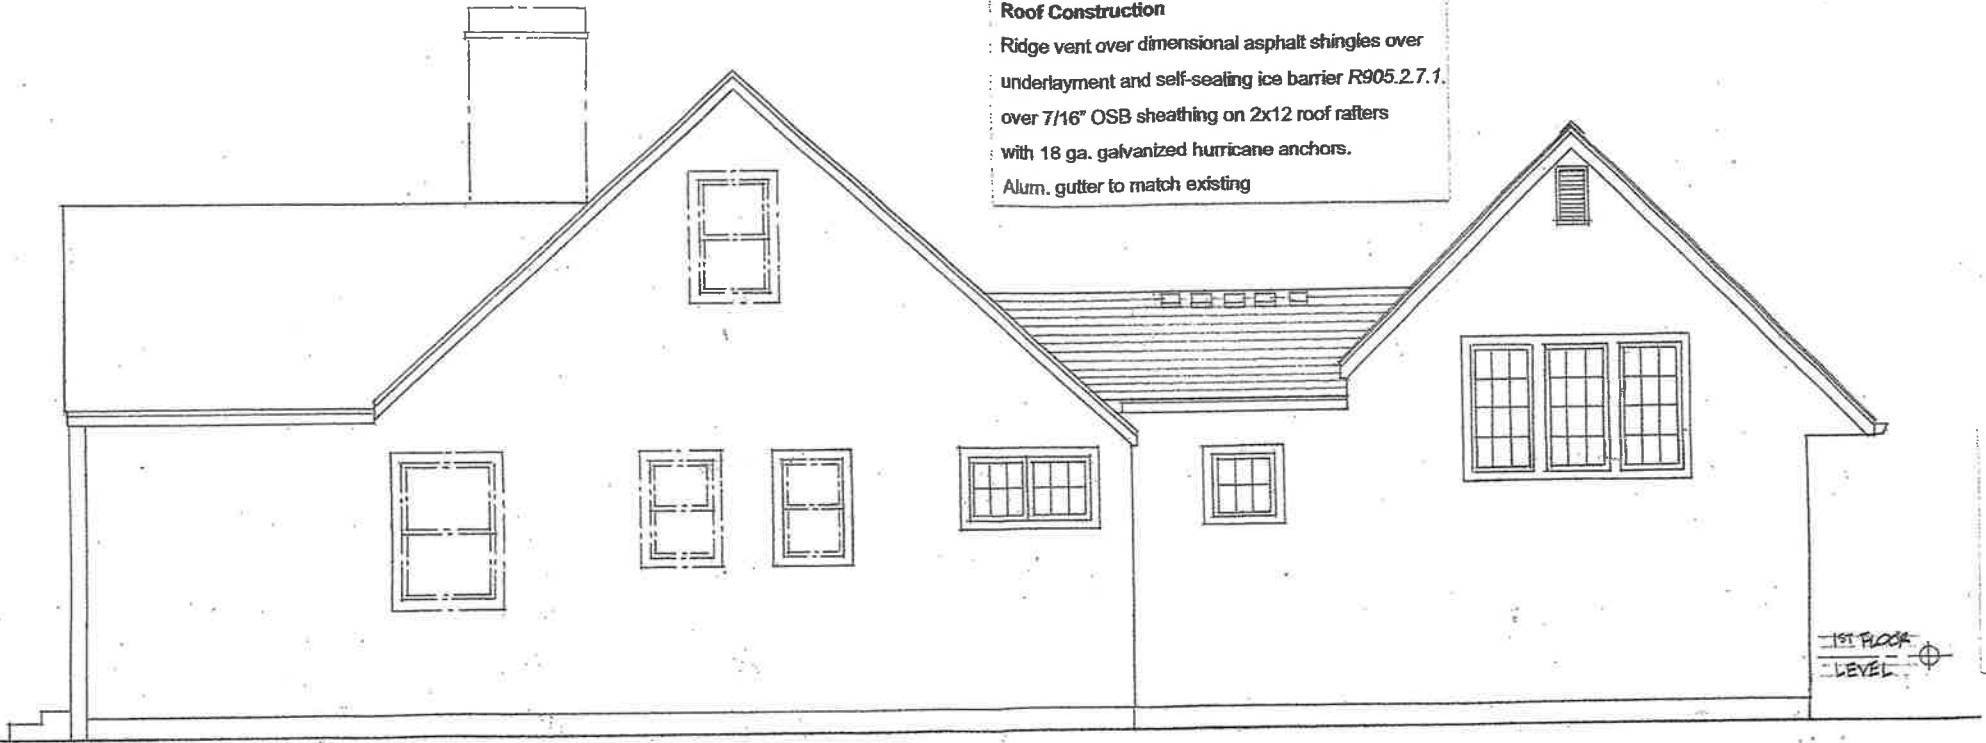 Roof Construction
Ridge vent over dimensional asphalt shingles over
underlayment and self-sealing ice barrier R905.2.7.1.
over 7/16" OSB sheathing on 2x12 roof rafters
with 18 ga. galvanized hurricane anchors.
Alum. gutter to match existing
1ST FLOOR
LEVEL